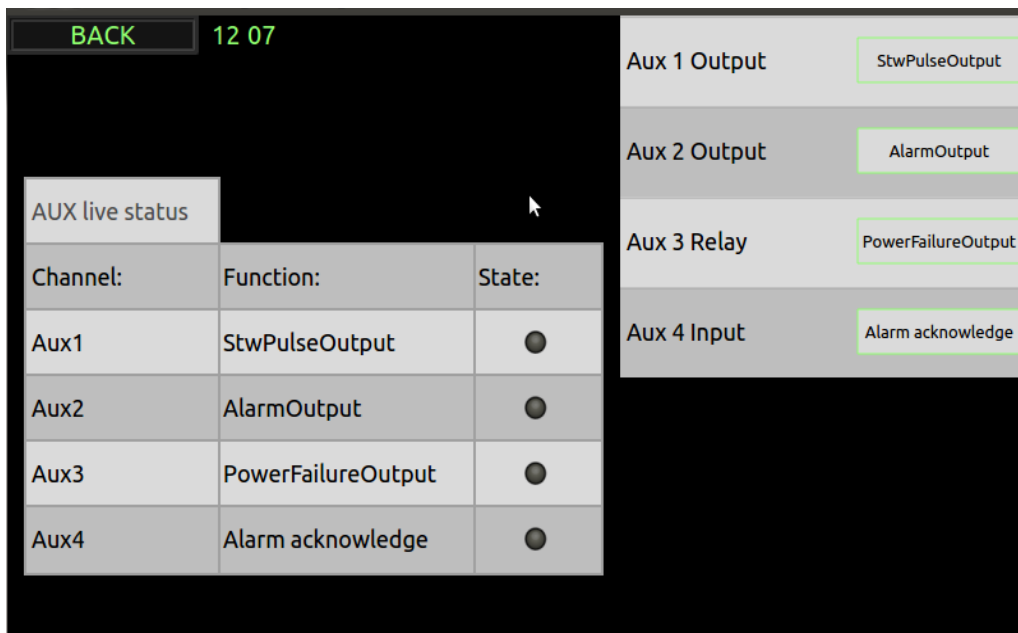 BACK 12 07
AUX live status
Channel: Function: State:
Aux1 StwPulseOutput
Aux2 AlarmOutput
Aux3 PowerFailureOutput
Aux4 Alarm acknowledge
Aux 1 Output StwPulseOutput
Aux 2 Output AlarmOutput
Aux 3 Relay PowerFailureOutput
Aux 4 Input Alarm acknowledge